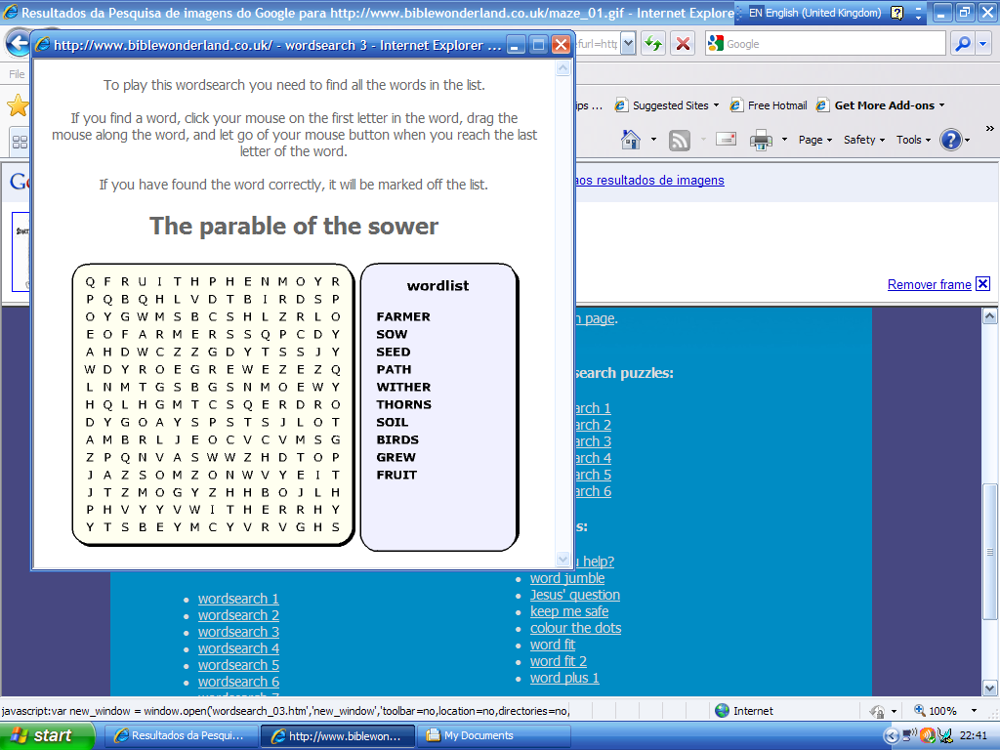 Resultados da Pesquisa de imagens do Google para http://www.biblewonderland.co.uk/maze_01.gif - Internet Explore
EN English (United Kingdom)
http://www.biblewonderland.co.uk/ - wordsearch 3 - Internet Explorer ...
efurl=http
Google
File
ips ...
Suggested Sites
Free Hotmail
Get More Add-ons
Page
Safety
Tools
aos resultados de imagens
Remover frame
To play this wordsearch you need to find all the words in the list.
If you find a word, click your mouse on the first letter in the word, drag the
mouse along the word, and let go of your mouse button when you reach the last
letter of the word.
If you have found the word correctly, it will be marked off the list.
The parable of the sower
Q F R U I T H P H E N M O Y R
P Q B Q H L V D T B I R D S P
O Y G W M S B C S H L Z R L O
E O F A R M E R S S Q P C D Y
A H D W C Z Z G D Y T S S J Y
W D Y R O E G R E W E Z E Z Q
L N M T G S B G S N M O E W Y
H Q L H G M T C S Q E R D R O
D Y G O A Y S P S T S J L O T
A M B R L J E O C V C V M S G
Z P Q N V A S W W Z H D T O P
J A Z S O M Z O N W V Y E I T
J T Z M O G Y Z H H B O J L H
P H V Y Y V W I T H E R R H Y
Y T S B E Y M C Y V R V G H S
wordlist
FARMER
SOW
SEED
PATH
WITHER
THORNS
SOIL
BIRDS
GREW
FRUIT
n page.
search puzzles:
arch 1
arch 2
arch 3
arch 4
arch 5
arch 6
s:
u help?
word jumble
Jesus' question
keep me safe
colour the dots
word fit
word fit 2
word plus 1
wordsearch 1
wordsearch 2
wordsearch 3
wordsearch 4
wordsearch 5
wordsearch 6
javascript:var new_window = window.open('wordsearch_03.htm','new_window','toolbar=no,location=no,directories=no,
Internet
100%
start
Resultados da Pesqui...
http://www.biblewon...
My Documents
22:41